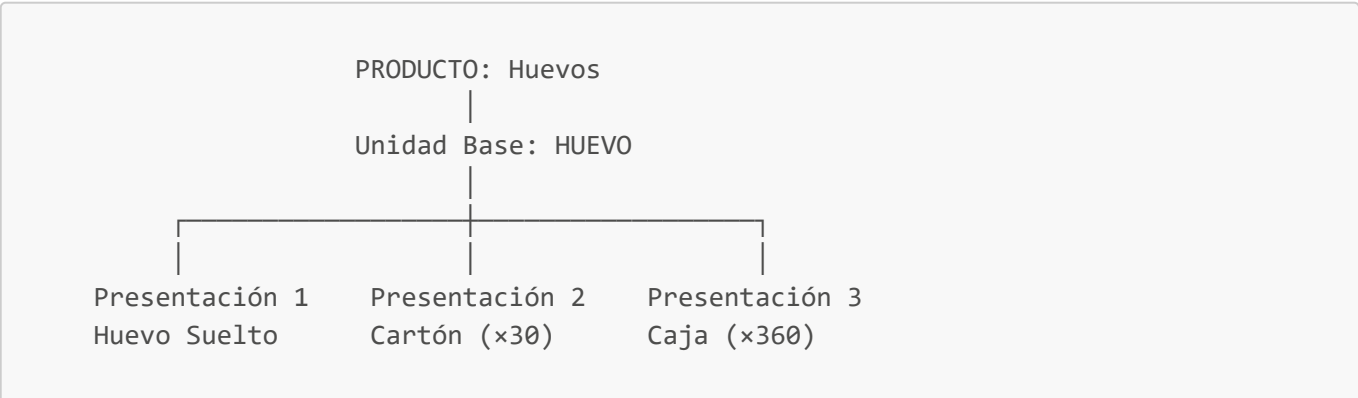 PRODUCTO: Huevos
Unidad Base: HUEVO
Presentación 1 Presentación 2 Presentación 3
Huevo Suelto Cartón (×30) Caja (×360)